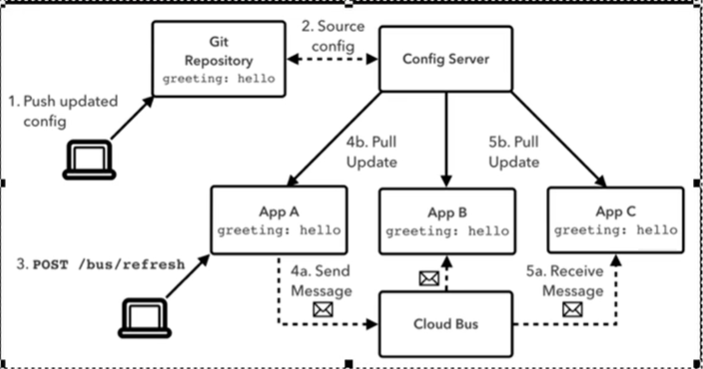 2. Source
config
Git
Repository
greeting: hello
Config Server
1. Push updated
config
4b. Pull
Update
5b. Pull
Update
App A
greeting: hello
App B
greeting: hello
App C
greeting: hello
3. POST /bus/refresh
4a. Send
Message
5a. Receive
Message
Cloud Bus